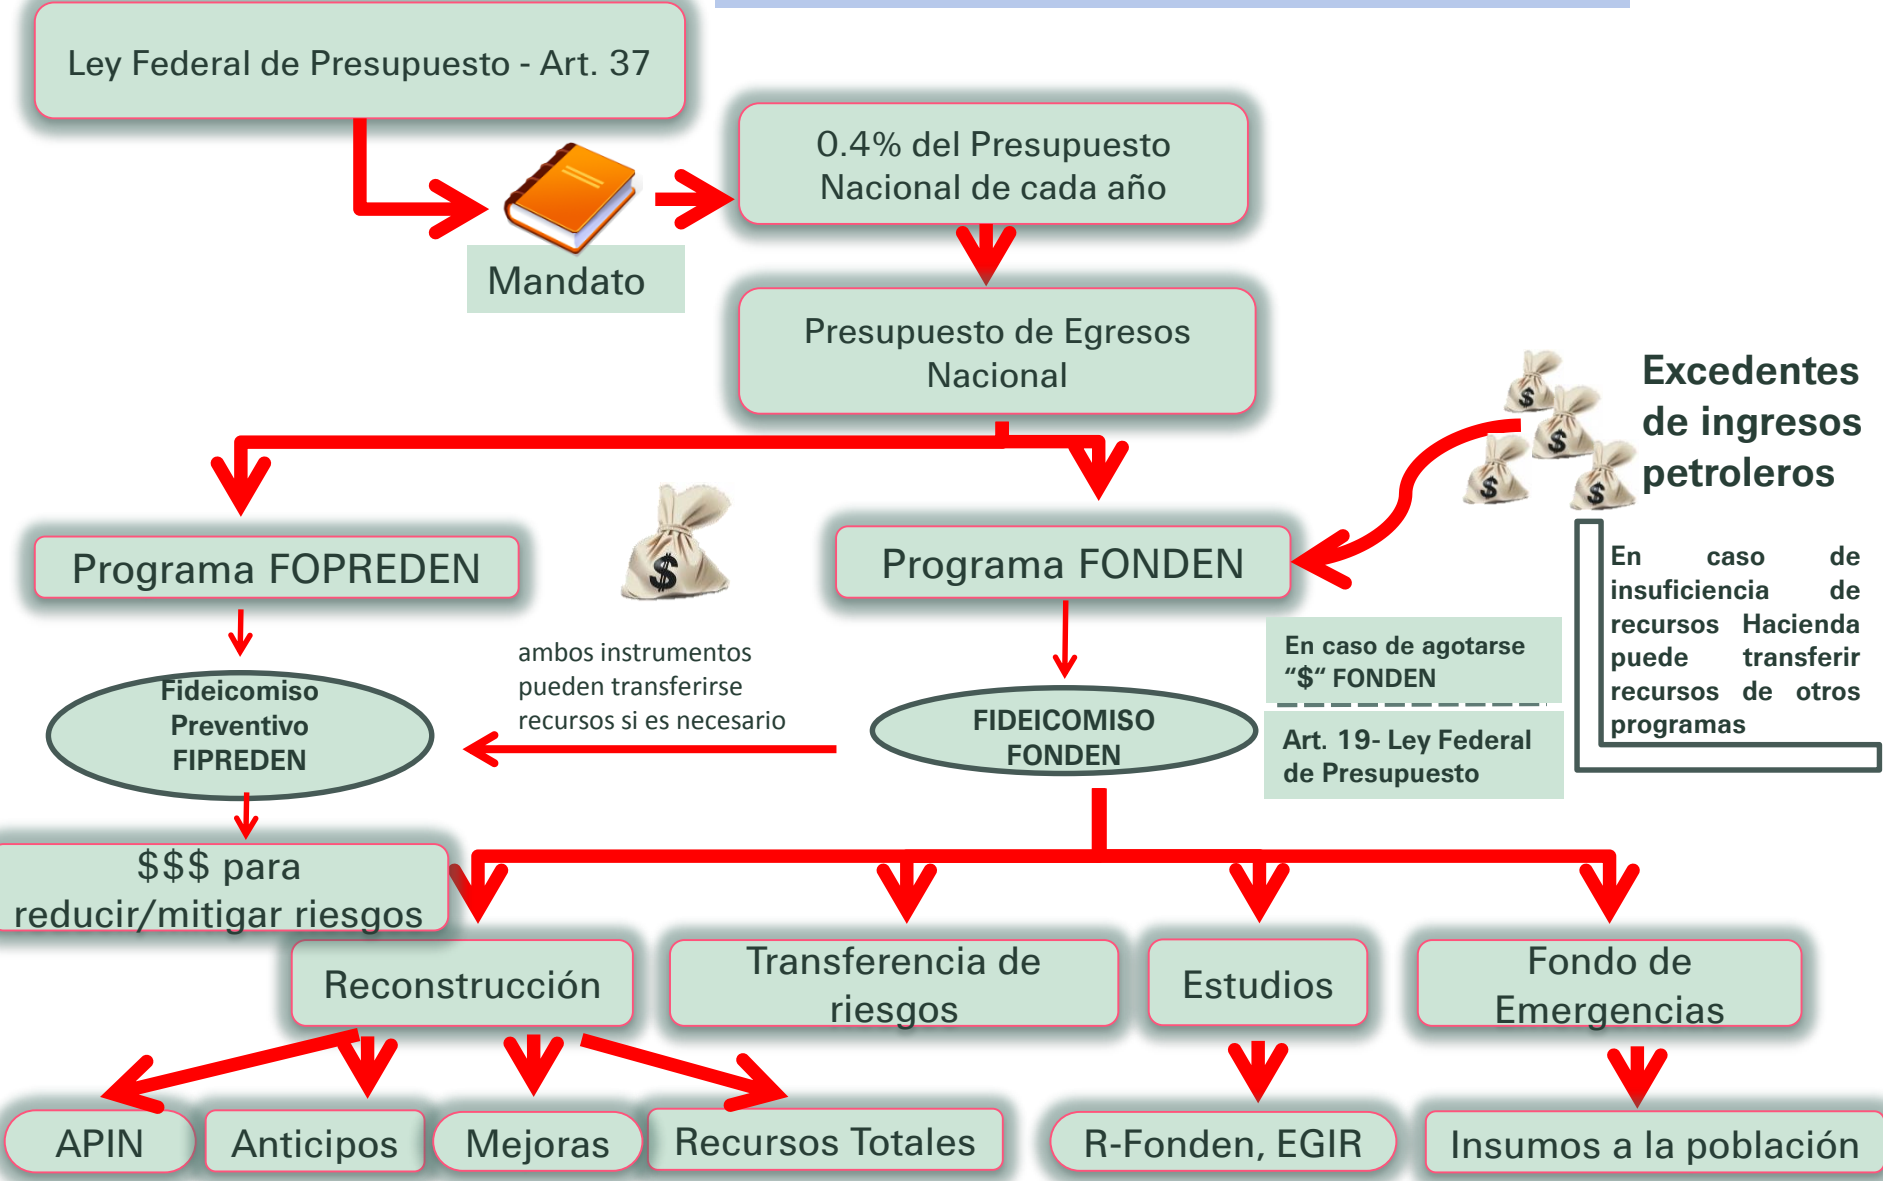 Ley Federal de Presupuesto - Art. 37
0.4% del Presupuesto
Nacional de cada año
Mandato
Presupuesto de Egresos
Nacional
Excedentes
de ingresos
petroleros
$
$
$
$
Programa FOPREDEN
$
Programa FONDEN
En caso de
insuficiencia de
recursos Hacienda
puede transferir
recursos de otros
programas
ambos instrumentos
pueden transferirse
recursos si es necesario
En caso de agotarse
“$“ FONDEN
Fideicomiso
Preventivo
FIPREDEN
FIDEICOMISO
FONDEN
Art. 19- Ley Federal
de Presupuesto
$$$ para
reducir/mitigar riesgos
Reconstrucción
Transferencia de
riesgos
Estudios
Fondo de
Emergencias
APIN
Anticipos
Mejoras
Recursos Totales
R-Fonden, EGIR
Insumos a la población